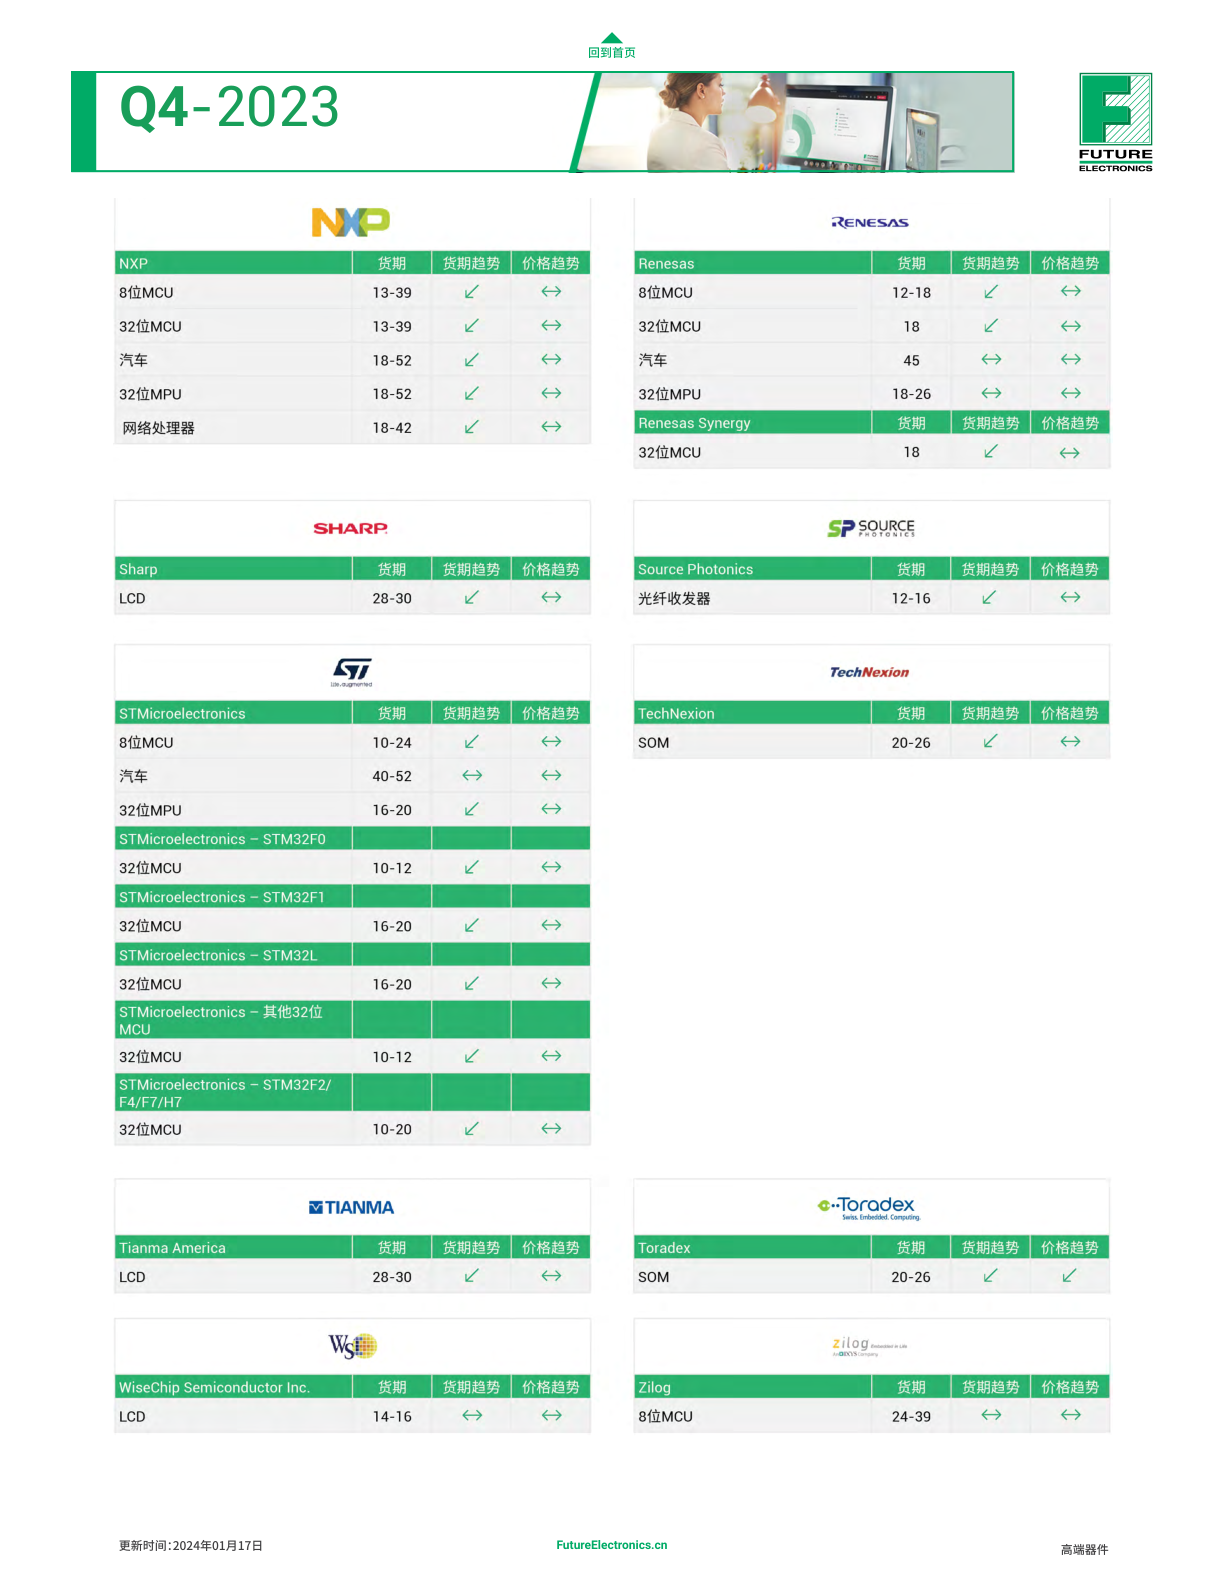 回到首页
Q4-2023
FUTURE
ELECTRONICS
NXP
NXP 货期 货期趋势 价格趋势
8位MCU 13-39 ↙ ↔
32位MCU 13-39 ↙ ↔
汽车 18-52 ↙ ↔
32位MPU 18-52 ↙ ↔
网络处理器 18-42 ↙ ↔
RENESAS
Renesas 货期 货期趋势 价格趋势
8位MCU 12-18 ↙ ↔
32位MCU 18 ↙ ↔
汽车 45 ↔ ↔
32位MPU 18-26 ↔ ↔
Renesas Synergy 货期 货期趋势 价格趋势
32位MCU 18 ↙ ↔
SHARP
Sharp 货期 货期趋势 价格趋势
LCD 28-30 ↙ ↔
SP SOURCE
PHOTONICS
Source Photonics 货期 货期趋势 价格趋势
光纤收发器 12-16 ↙ ↔
ST
life.augmented
STMicroelectronics 货期 货期趋势 价格趋势
8位MCU 10-24 ↙ ↔
汽车 40-52 ↔ ↔
32位MPU 16-20 ↙ ↔
STMicroelectronics – STM32F0
32位MCU 10-12 ↙ ↔
STMicroelectronics – STM32F1
32位MCU 16-20 ↙ ↔
STMicroelectronics – STM32L
32位MCU 16-20 ↙ ↔
STMicroelectronics – 其他32位
MCU
32位MCU 10-12 ↙ ↔
STMicroelectronics – STM32F2/
F4/F7/H7
32位MCU 10-20 ↙ ↔
TechNexion
TechNexion 货期 货期趋势 价格趋势
SOM 20-26 ↙ ↔
TIANMA
Tianma America 货期 货期趋势 价格趋势
LCD 28-30 ↙ ↔
Toradex
Swiss. Embedded. Computing.
Toradex 货期 货期趋势 价格趋势
SOM 20-26 ↙ ↙
WSi
WiseChip Semiconductor Inc. 货期 货期趋势 价格趋势
LCD 14-16 ↔ ↔
zilog Embedded in Life
An IXYS Company
Zilog 货期 货期趋势 价格趋势
8位MCU 24-39 ↔ ↔
更新时间:2024年01月17日
FutureElectronics.cn
高端器件